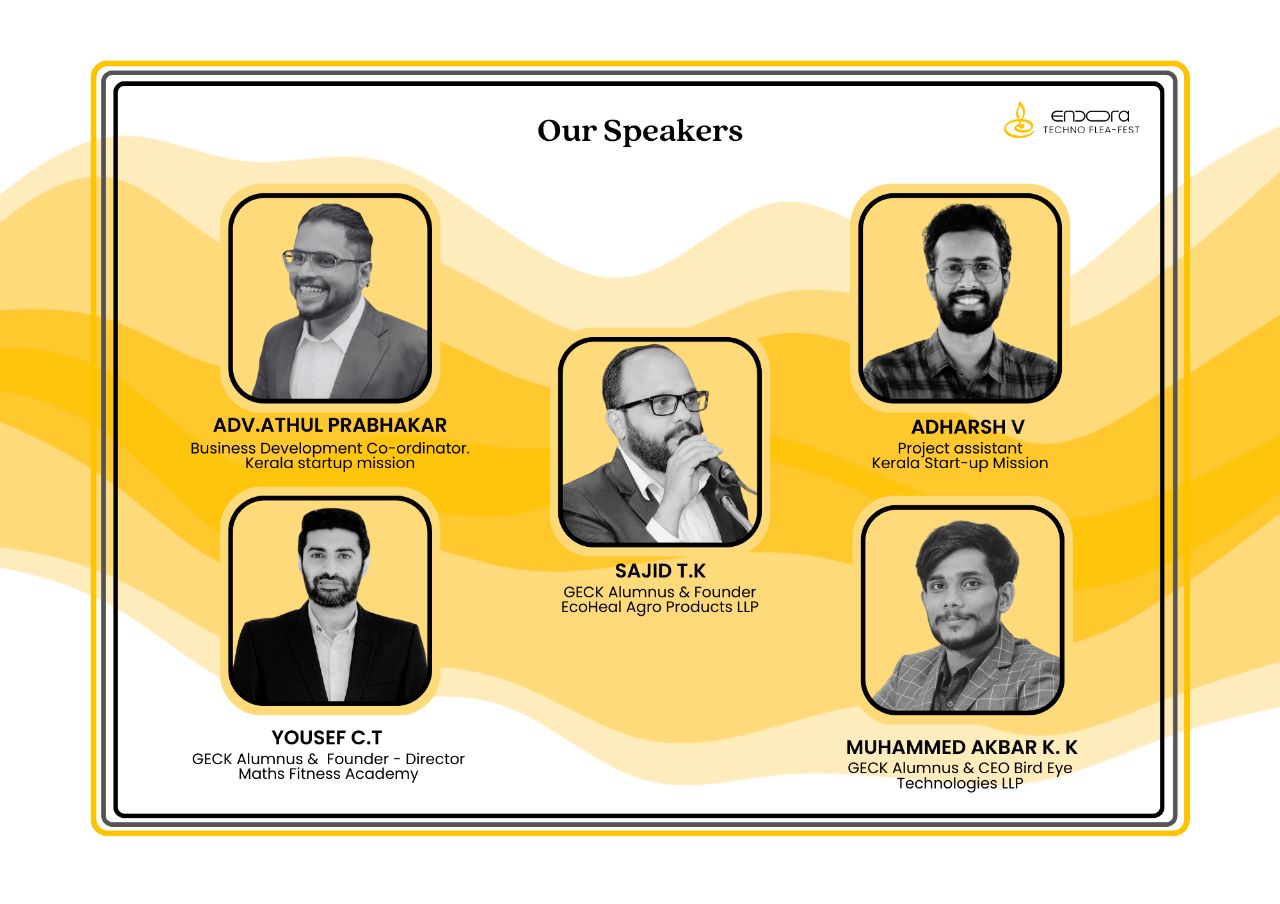 Our Speakers
endora
TECHNO FLEA-FEST
ADV.ATHUL PRABHAKAR
Business Development Co-ordinator.
Kerala startup mission
ADHARSH V
Project assistant
Kerala Start-up Mission
SAJID T.K
GECK Alumnus & Founder
EcoHeal Agro Products LLP
YOUSEF C.T
GECK Alumnus &  Founder - Director
Maths Fitness Academy
MUHAMMED AKBAR K. K
GECK Alumnus & CEO Bird Eye
Technologies LLP